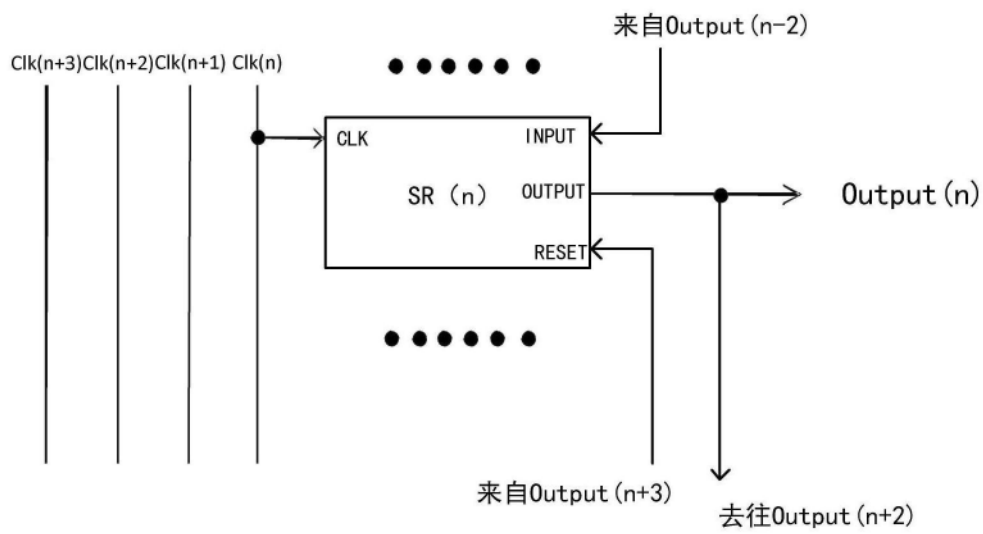 来自Output(n-2)
Clk(n+3)Clk(n+2)Clk(n+1) Clk(n)
CLK
INPUT
SR (n)
OUTPUT
Output(n)
RESET
来自Output(n+3)
去往Output(n+2)